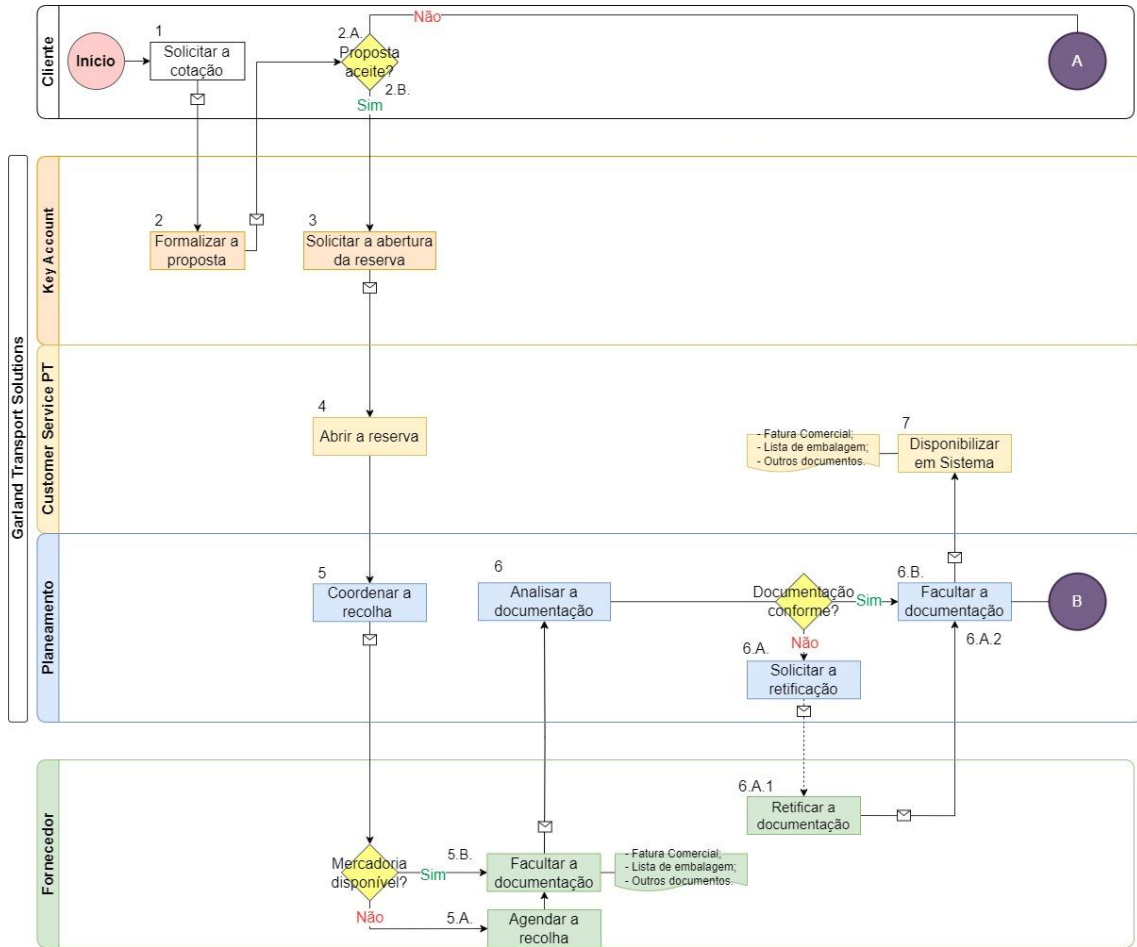 Cliente
Início
1
Solicitar a
cotação
2.A.
Proposta
aceite?
2.B.
Sim
Não
A
Garland Transport Solutions
Key Account
2
Formalizar a
proposta
3
Solicitar a abertura
da reserva
Customer Service PT
4
Abrir a reserva
- Fatura Comercial;
- Lista de embalagem;
- Outros documentos.
7
Disponibilizar
em Sistema
Planeamento
5
Coordenar a
recolha
6
Analisar a
documentação
Documentação
conforme?
Sim
6.B.
Facultar a
documentação
B
Não
6.A.
Solicitar a
retificação
6.A.2
Fornecedor
6.A.1
Retificar a
documentação
Mercadoria
disponível?
Sim
5.B.
Facultar a
documentação
- Fatura Comercial;
- Lista de embalagem;
- Outros documentos.
Não
5.A.
Agendar a
recolha